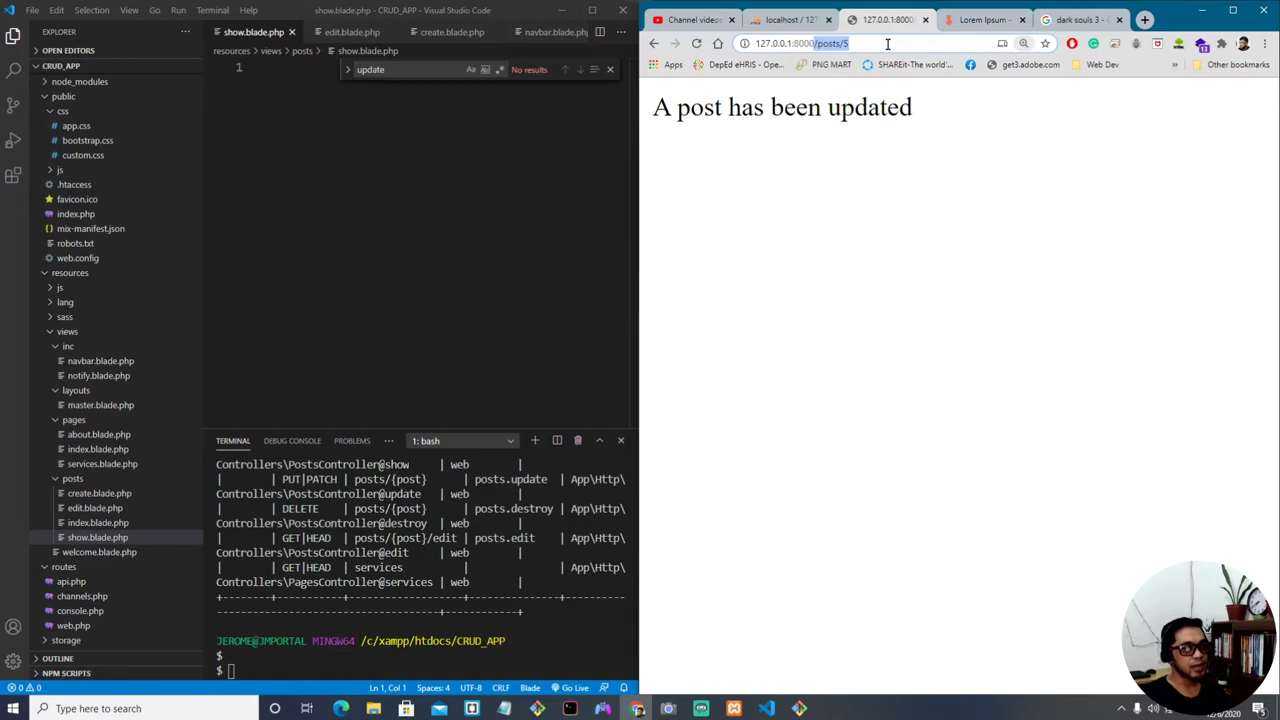 File Edit Selection View Go Run Terminal Help show.blade.php - CRUD_APP - Visual Studio Code
EXPLORER
OPEN EDITORS
CRUD_APP
node_modules
public
css
app.css
bootstrap.css
custom.css
js
.htaccess
favicon.ico
index.php
mix-manifest.json
robots.txt
web.config
resources
js
lang
sass
views
inc
navbar.blade.php
notify.blade.php
layouts
master.blade.php
pages
about.blade.php
index.blade.php
services.blade.php
posts
create.blade.php
edit.blade.php
index.blade.php
show.blade.php
welcome.blade.php
routes
api.php
channels.php
console.php
web.php
storage
OUTLINE
NPM SCRIPTS
show.blade.php edit.blade.php create.blade.php navbar.blade.php
resources > views > posts > show.blade.php
1
update Aa No results
TERMINAL DEBUG CONSOLE PROBLEMS 1: bash
Controllers\PostsController@show | web |
| | PUT|PATCH | posts/{post} | posts.update | App\Http\
Controllers\PostsController@update | web |
| | DELETE | posts/{post} | posts.destroy | App\Http\
Controllers\PostsController@destroy | web |
| | GET|HEAD | posts/{post}/edit | posts.edit | App\Http\
Controllers\PostsController@edit | web |
| | GET|HEAD | services | | App\Http\
Controllers\PagesController@services | web |
+--------+-----------+-------------------+---------------+-----------
--------------------------------+------------+
JEROME@JMPORTAL MINGW64 /c/xampp/htdocs/CRUD_APP
$
$
0 0 Ln 1, Col 1 Spaces: 4 UTF-8 CRLF Blade Go Live
Channel videos localhost / 127 127.0.0.1:8000 Lorem Ipsum – dark souls 3 -
127.0.0.1:8000/posts/5
Apps DepEd eHRIS - Ope... PNG MART SHAREit-The world'... get3.adobe.com Web Dev » Other bookmarks
A post has been updated
Type here to search
12/6/2020